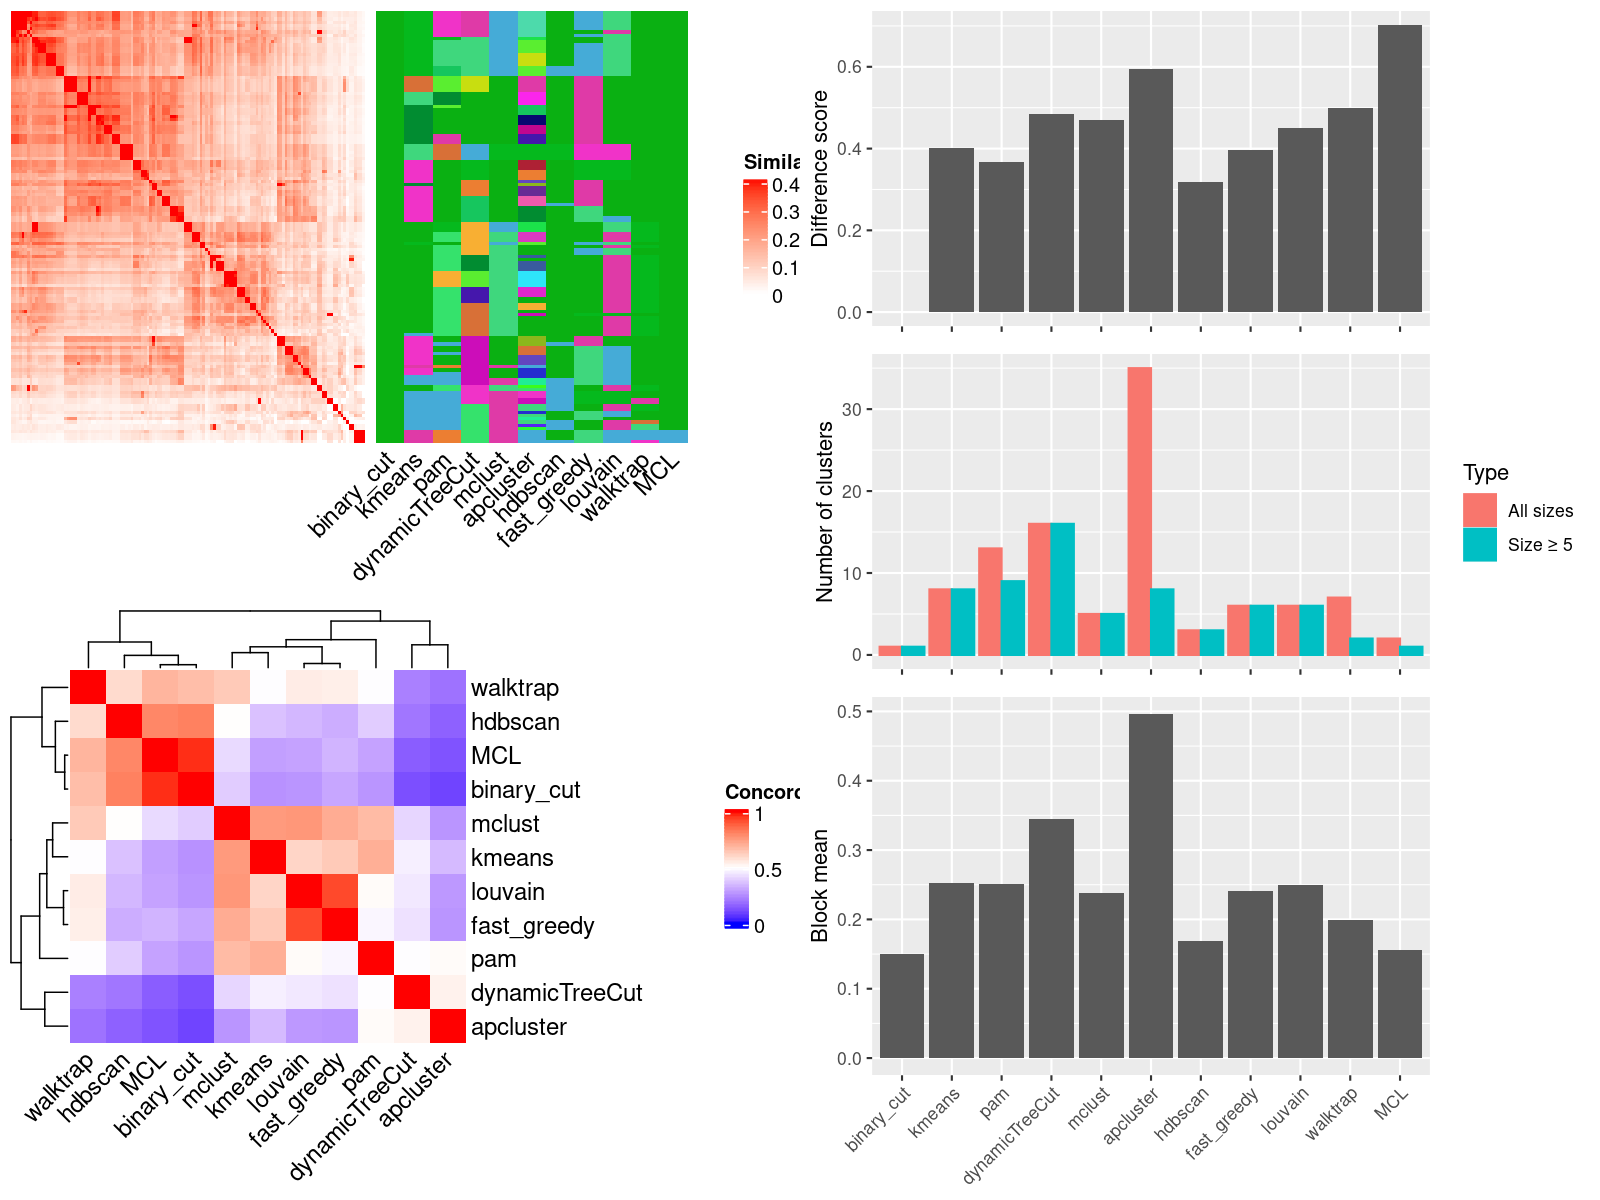 Simila
0.4
0.3
0.2
0.1
0
binary_cut
kmeans
pam
dynamicTreeCut
mclust
apcluster
hdbscan
fast_greedy
louvain
walktrap
MCL
walktrap
hdbscan
MCL
binary_cut
mclust
kmeans
louvain
fast_greedy
pam
dynamicTreeCut
apcluster
walktrap
hdbscan
MCL
binary_cut
mclust
kmeans
louvain
fast_greedy
pam
dynamicTreeCut
apcluster
Concord
1
0.5
0
Difference score
0.6
0.4
0.2
0.0
Number of clusters
30
20
10
0
Type
All sizes
Size ≥ 5
Block mean
0.5
0.4
0.3
0.2
0.1
0.0
binary_cut
kmeans
pam
dynamicTreeCut
mclust
apcluster
hdbscan
fast_greedy
louvain
walktrap
MCL